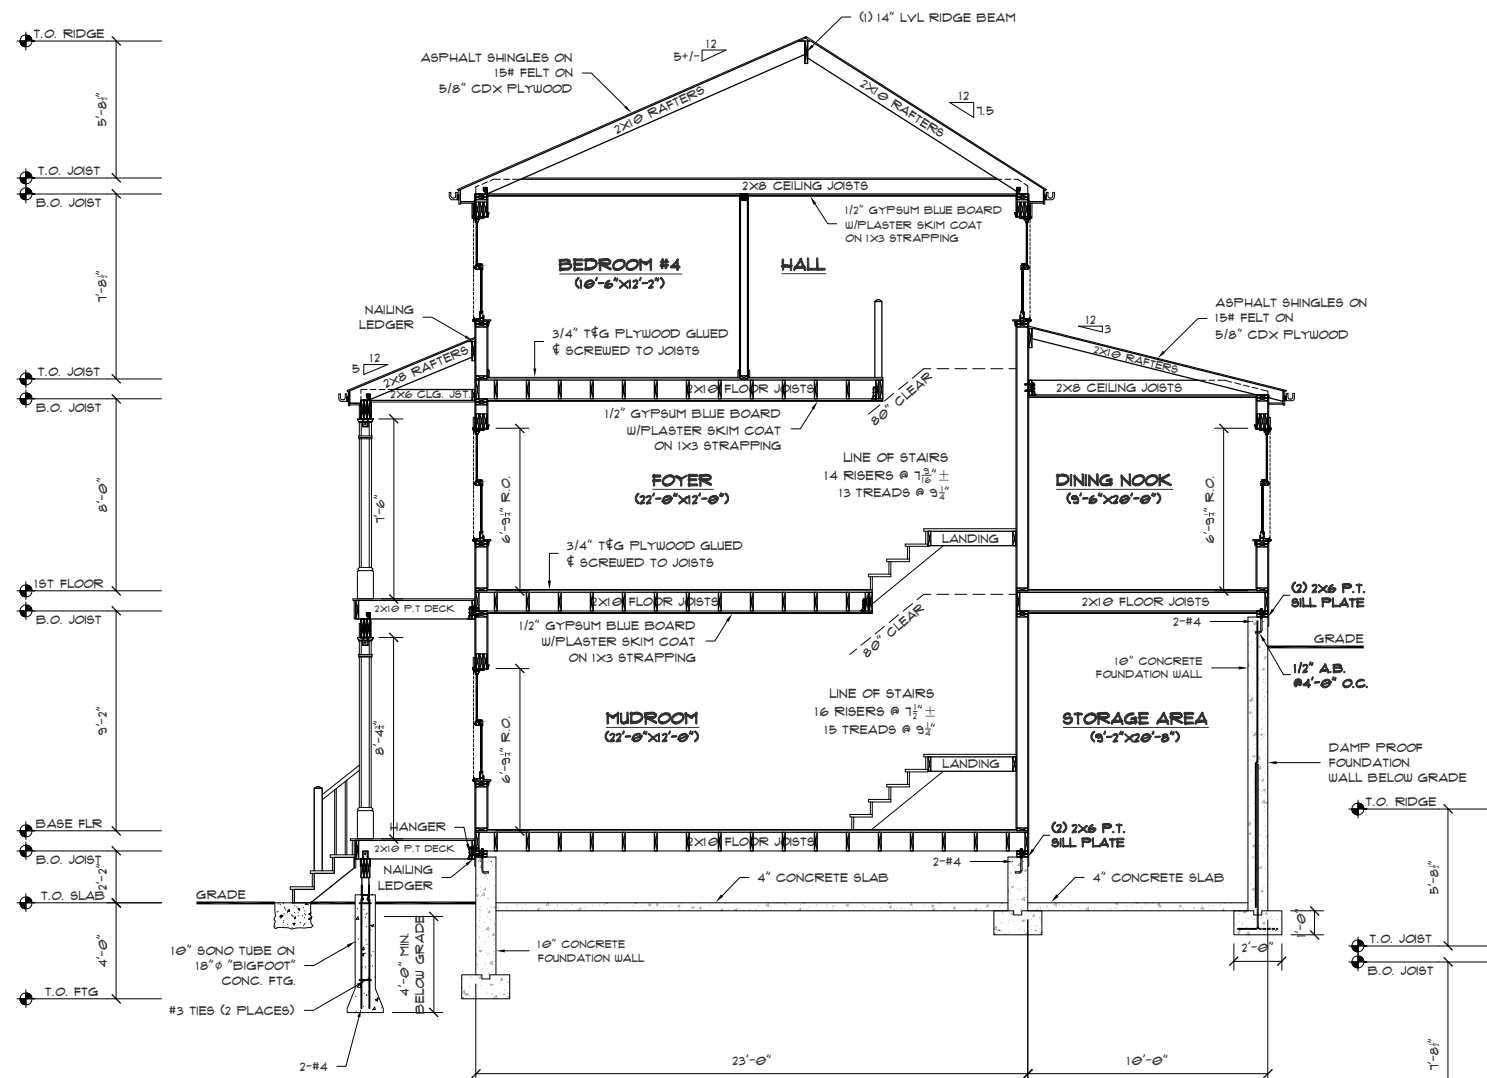 (1) 14" LVL RIDGE BEAM
T.O. RIDGE
12
5+/-
ASPHALT SHINGLES ON
15# FELT ON
5/8" CDX PLYWOOD
2X10 RAFTERS
2X10 RAFTERS
12
7.5
5'-8½"
T.O. JOIST
B.O. JOIST
2X8 CEILING JOISTS
1/2" GYPSUM BLUE BOARD
W/PLASTER SKIM COAT
ON 1X3 STRAPPING
BEDROOM #4
(10'-6"X12'-2")
HALL
7'-8½"
NAILING
LEDGER
3/4" T&G PLYWOOD GLUED
& SCREWED TO JOISTS
12
3
ASPHALT SHINGLES ON
15# FELT ON
5/8" CDX PLYWOOD
12
5
2X8 RAFTERS
2X10 RAFTERS
T.O. JOIST
B.O. JOIST
2X6 CLG. JST.
2X10 FLOOR JOISTS
80" CLEAR
2X8 CEILING JOISTS
1/2" GYPSUM BLUE BOARD
W/PLASTER SKIM COAT
ON 1X3 STRAPPING
LINE OF STAIRS
14 RISERS @ 7 9/16" ±
13 TREADS @ 9¼"
FOYER
(22'-0"X12'-0")
DINING NOOK
(9'-6"X20'-0")
8'-0"
7'-6"
6'-9½" R.O.
6'-9½" R.O.
3/4" T&G PLYWOOD GLUED
& SCREWED TO JOISTS
LANDING
1ST FLOOR
B.O. JOIST
2X10 P.T DECK
2X10 FLOOR JOISTS
80" CLEAR
2X10 FLOOR JOISTS
(2) 2X6 P.T.
SILL PLATE
2-#4
GRADE
1/2" GYPSUM BLUE BOARD
W/PLASTER SKIM COAT
ON 1X3 STRAPPING
10" CONCRETE
FOUNDATION WALL
1/2" A.B.
@4'-0" O.C.
LINE OF STAIRS
16 RISERS @ 7½" ±
15 TREADS @ 9¼"
MUDROOM
(22'-0"X12'-0")
STORAGE AREA
(9'-2"X20'-8")
9'-2"
8'-4¾"
6'-9½" R.O.
LANDING
DAMP PROOF
FOUNDATION
WALL BELOW GRADE
T.O. RIDGE
BASE FLR
B.O. JOIST
HANGER
2X10 P.T DECK
2X10 FLOOR JOISTS
(2) 2X6 P.T.
SILL PLATE
2-#4
NAILING
LEDGER
2'-2"
T.O. SLAB
GRADE
4" CONCRETE SLAB
4" CONCRETE SLAB
5'-8½"
10" SONO TUBE ON
18"ø "BIGFOOT"
CONC. FTG.
4'-0"
4'-0" MIN.
BELOW GRADE
10" CONCRETE
FOUNDATION WALL
1'-0"
2'-0"
T.O. JOIST
B.O. JOIST
T.O. FTG
#3 TIES (2 PLACES)
2-#4
23'-0"
10'-0"
7'-8½"